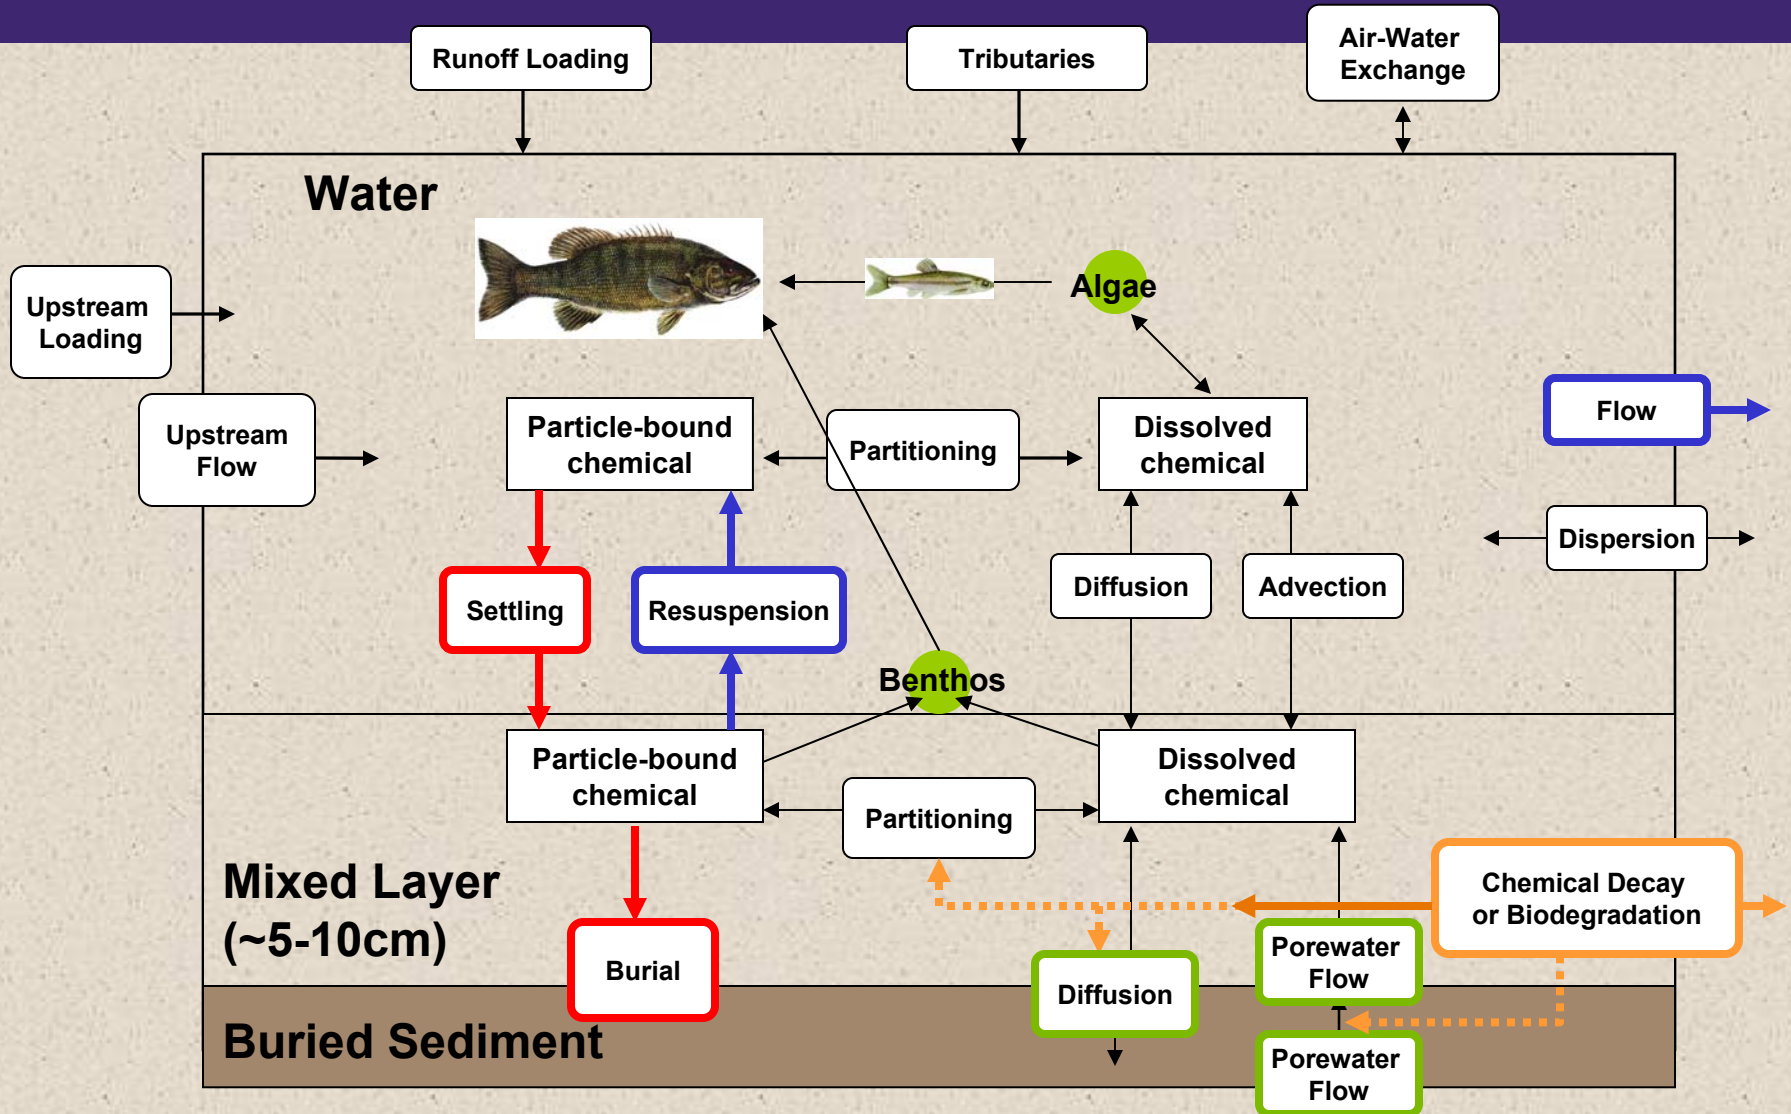 Runoff Loading
Tributaries
Air-Water
Exchange
Water
Algae
Upstream
Loading
Upstream
Flow
Particle-bound
chemical
Partitioning
Dissolved
chemical
Flow
Dispersion
Settling
Resuspension
Diffusion
Advection
Benthos
Particle-bound
chemical
Partitioning
Dissolved
chemical
Mixed Layer
(~5-10cm)
Burial
Diffusion
Porewater
Flow
Chemical Decay
or Biodegradation
Buried Sediment
Porewater
Flow